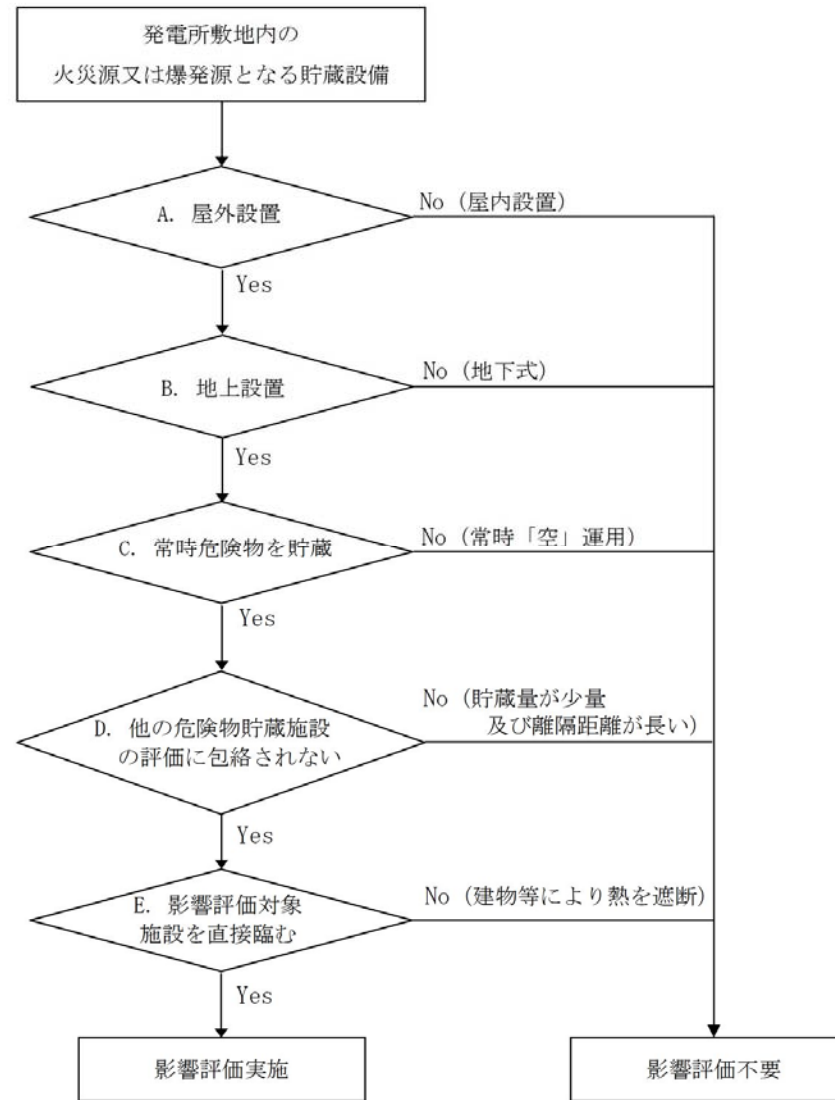 発電所敷地内の
火災源又は爆発源となる貯蔵設備
A. 屋外設置
No (屋内設置)
Yes
B. 地上設置
No (地下式)
Yes
C. 常時危険物を貯蔵
No (常時「空」運用)
Yes
D. 他の危険物貯蔵施設
の評価に包絡されない
No (貯蔵量が少量
及び離隔距離が長い)
Yes
E. 影響評価対象
施設を直接臨む
No (建物等により熱を遮断)
Yes
影響評価実施
影響評価不要